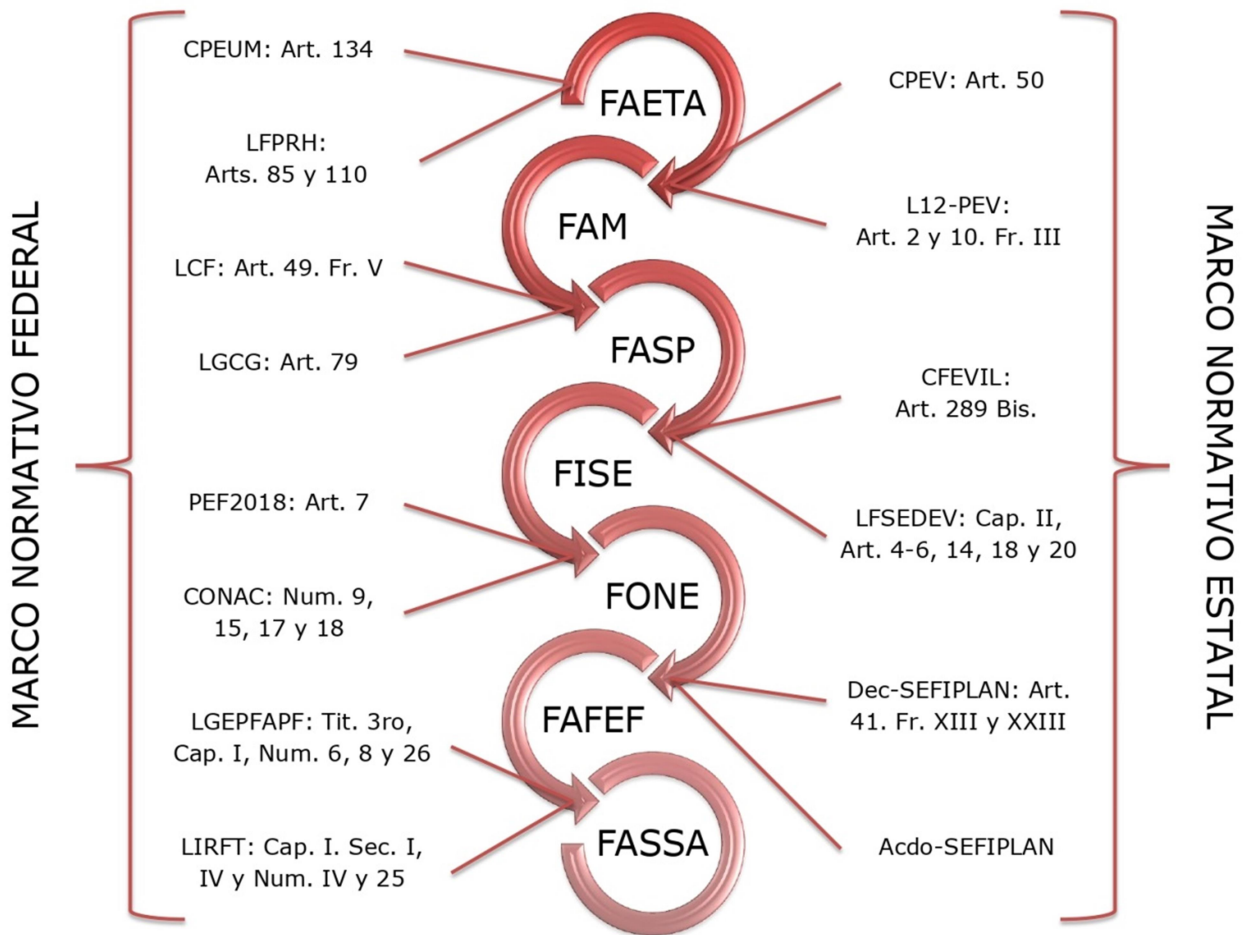 MARCO NORMATIVO FEDERAL
CPEUM: Art. 134
LFPRH:
Arts. 85 y 110
LCF: Art. 49. Fr. V
LGCG: Art. 79
PEF2018: Art. 7
CONAC: Num. 9,
15, 17 y 18
LGEPFAPF: Tit. 3ro,
Cap. I, Num. 6, 8 y 26
LIRFT: Cap. I. Sec. I,
IV y Num. IV y 25
FAETA
FAM
FASP
FISE
FONE
FAFEF
FASSA
CPEV: Art. 50
L12-PEV:
Art. 2 y 10. Fr. III
CFEVIL:
Art. 289 Bis.
LFSEDEV: Cap. II,
Art. 4-6, 14, 18 y 20
Dec-SEFIPLAN: Art.
41. Fr. XIII y XXIII
Acdo-SEFIPLAN
MARCO NORMATIVO ESTATAL